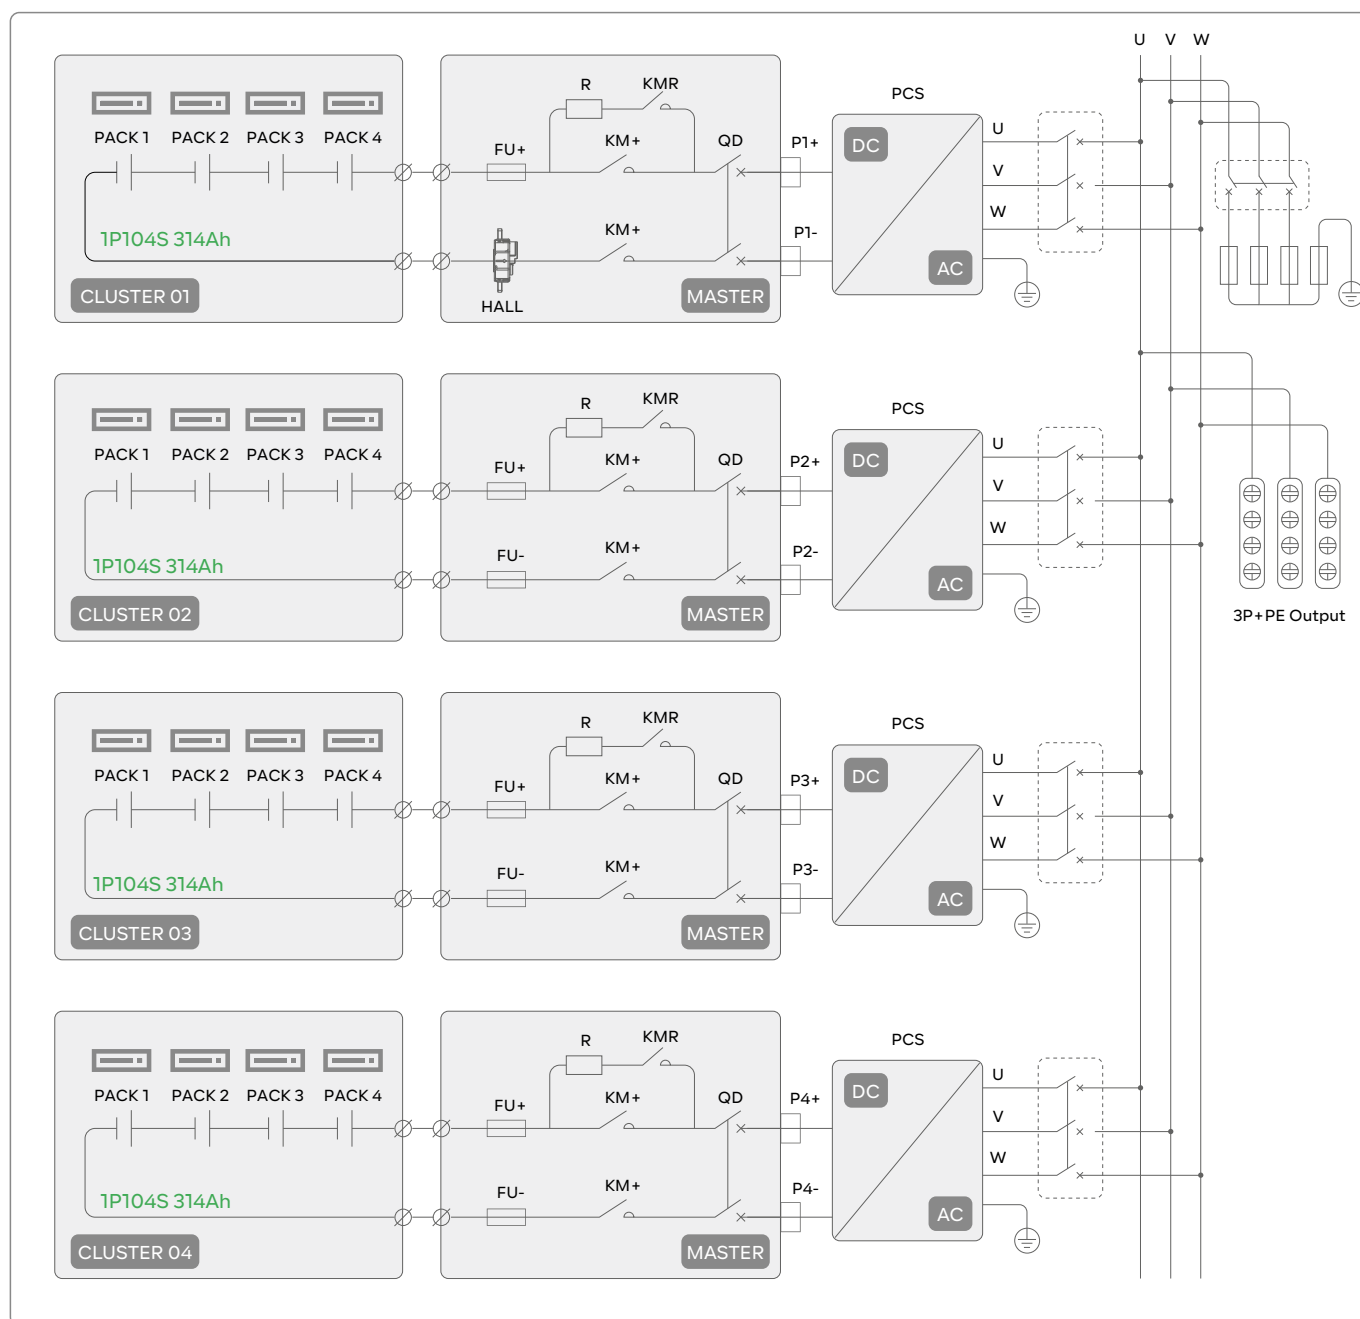 U V W
R KMR
PCS
PACK 1 PACK 2 PACK 3 PACK 4
FU+ KM+ QD P1+
DC
U
V
W
1P104S 314Ah
KM+ P1-
AC
CLUSTER 01
HALL
MASTER
R KMR
PCS
PACK 1 PACK 2 PACK 3 PACK 4
FU+ KM+ QD P2+
DC
U
V
W
1P104S 314Ah
FU- KM+ P2-
AC
CLUSTER 02
MASTER
3P+PE Output
R KMR
PCS
PACK 1 PACK 2 PACK 3 PACK 4
FU+ KM+ QD P3+
DC
U
V
W
1P104S 314Ah
FU- KM+ P3-
AC
CLUSTER 03
MASTER
R KMR
PCS
PACK 1 PACK 2 PACK 3 PACK 4
FU+ KM+ QD P4+
DC
U
V
W
1P104S 314Ah
FU- KM+ P4-
AC
CLUSTER 04
MASTER